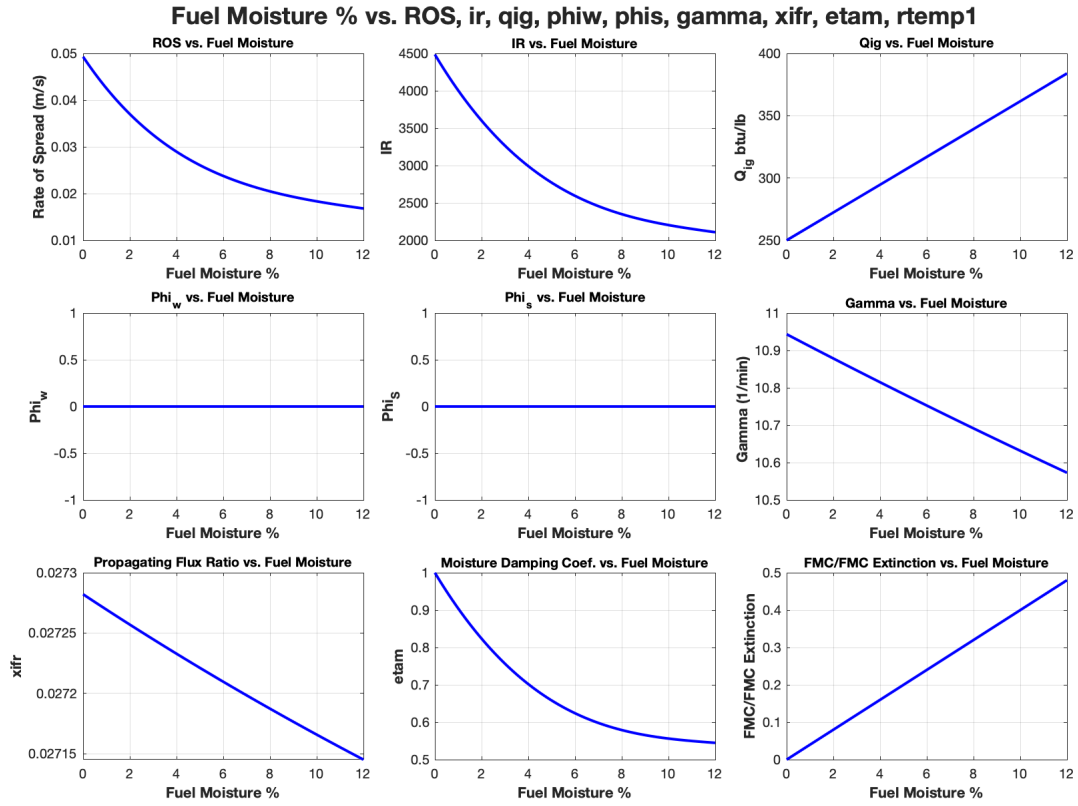 Fuel Moisture % vs. ROS, ir, qig, phiw, phis, gamma, xifr, etam, rtemp1
ROS vs. Fuel Moisture
0.05
0.04
0.03
0.02
0.01
Rate of Spread (m/s)
0 2 4 6 8 10 12
Fuel Moisture %
IR vs. Fuel Moisture
4500
4000
3500
3000
2500
2000
IR
0 2 4 6 8 10 12
Fuel Moisture %
Qig vs. Fuel Moisture
400
350
300
250
Qig btu/lb
0 2 4 6 8 10 12
Fuel Moisture %
Phiw vs. Fuel Moisture
1
0.5
0
-0.5
-1
Phiw
0 2 4 6 8 10 12
Fuel Moisture %
Phis vs. Fuel Moisture
1
0.5
0
-0.5
-1
Phis
0 2 4 6 8 10 12
Fuel Moisture %
Gamma vs. Fuel Moisture
11
10.9
10.8
10.7
10.6
10.5
Gamma (1/min)
0 2 4 6 8 10 12
Fuel Moisture %
Propagating Flux Ratio vs. Fuel Moisture
0.0273
0.02725
0.0272
0.02715
xifr
0 2 4 6 8 10 12
Fuel Moisture %
Moisture Damping Coef. vs. Fuel Moisture
1
0.9
0.8
0.7
0.6
0.5
etam
0 2 4 6 8 10 12
Fuel Moisture %
FMC/FMC Extinction vs. Fuel Moisture
0.5
0.4
0.3
0.2
0.1
0
FMC/FMC Extinction
0 2 4 6 8 10 12
Fuel Moisture %